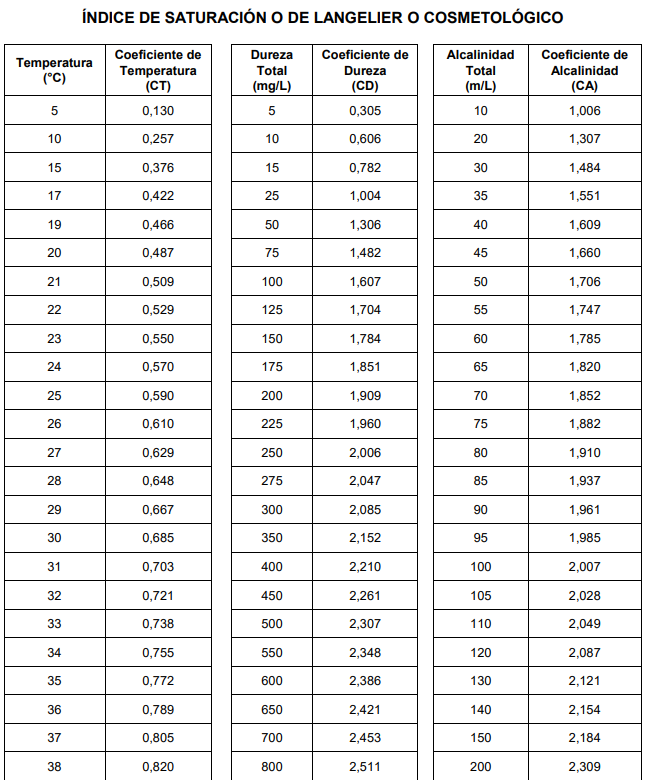 ÍNDICE DE SATURACIÓN O DE LANGELIER O COSMETOLÓGICO
Temperatura (°C) Coeficiente de Temperatura (CT) Dureza Total (mg/L) Coeficiente de Dureza (CD) Alcalinidad Total (m/L) Coeficiente de Alcalinidad (CA)
5 0,130 5 0,305 10 1,006
10 0,257 10 0,606 20 1,307
15 0,376 15 0,782 30 1,484
17 0,422 25 1,004 35 1,551
19 0,466 50 1,306 40 1,609
20 0,487 75 1,482 45 1,660
21 0,509 100 1,607 50 1,706
22 0,529 125 1,704 55 1,747
23 0,550 150 1,784 60 1,785
24 0,570 175 1,851 65 1,820
25 0,590 200 1,909 70 1,852
26 0,610 225 1,960 75 1,882
27 0,629 250 2,006 80 1,910
28 0,648 275 2,047 85 1,937
29 0,667 300 2,085 90 1,961
30 0,685 350 2,152 95 1,985
31 0,703 400 2,210 100 2,007
32 0,721 450 2,261 105 2,028
33 0,738 500 2,307 110 2,049
34 0,755 550 2,348 120 2,087
35 0,772 600 2,386 130 2,121
36 0,789 650 2,421 140 2,154
37 0,805 700 2,453 150 2,184
38 0,820 800 2,511 200 2,309